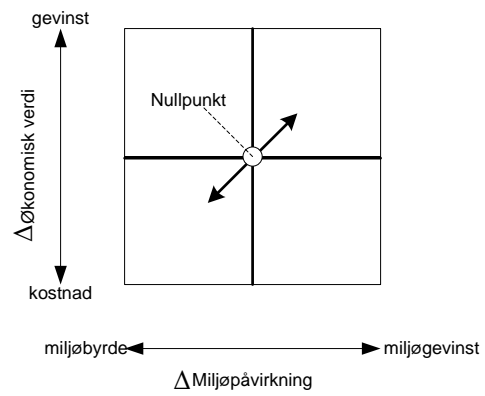 gevinst
Nullpunkt
ΔØkonomisk verdi
kostnad
miljøbyrde
miljøgevinst
ΔMiljøpåvirkning